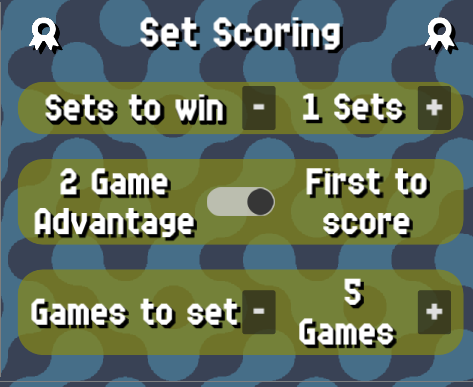 Set Scoring
Sets to win - 1 Sets +
2 Game
Advantage
First to
score
Games to set - 5
Games +